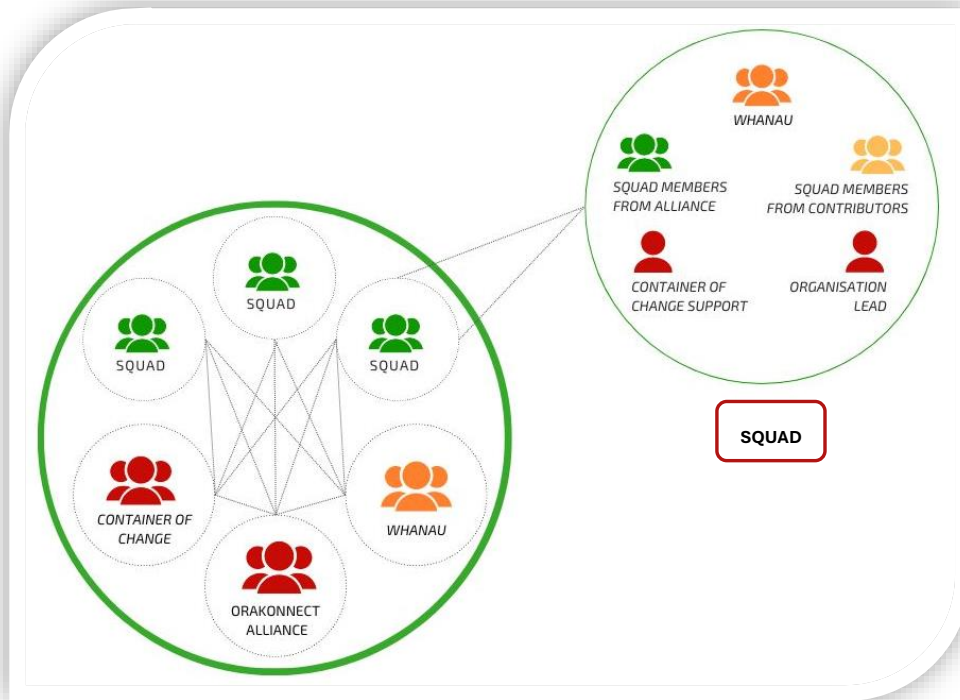 WHANAU
SQUAD MEMBERS
FROM ALLIANCE
SQUAD MEMBERS
FROM CONTRIBUTORS
CONTAINER OF
CHANGE SUPPORT
ORGANISATION
LEAD
SQUAD
SQUAD
SQUAD
SQUAD
CONTAINER OF
CHANGE
WHANAU
ORAKONNECT
ALLIANCE